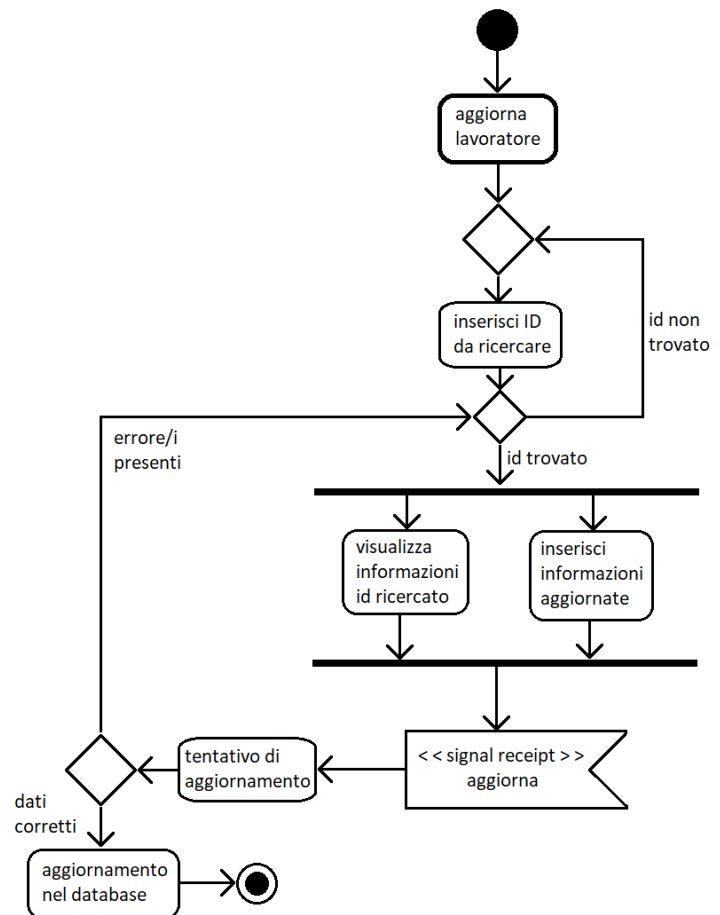 aggiorna
lavoratore
inserisci ID
da ricercare
id non
trovato
errore/i
presenti
id trovato
visualizza
informazioni
id ricercato
inserisci
informazioni
aggiornate
< < signal receipt > >
aggiorna
tentativo di
aggiornamento
dati
corretti
aggiornamento
nel database